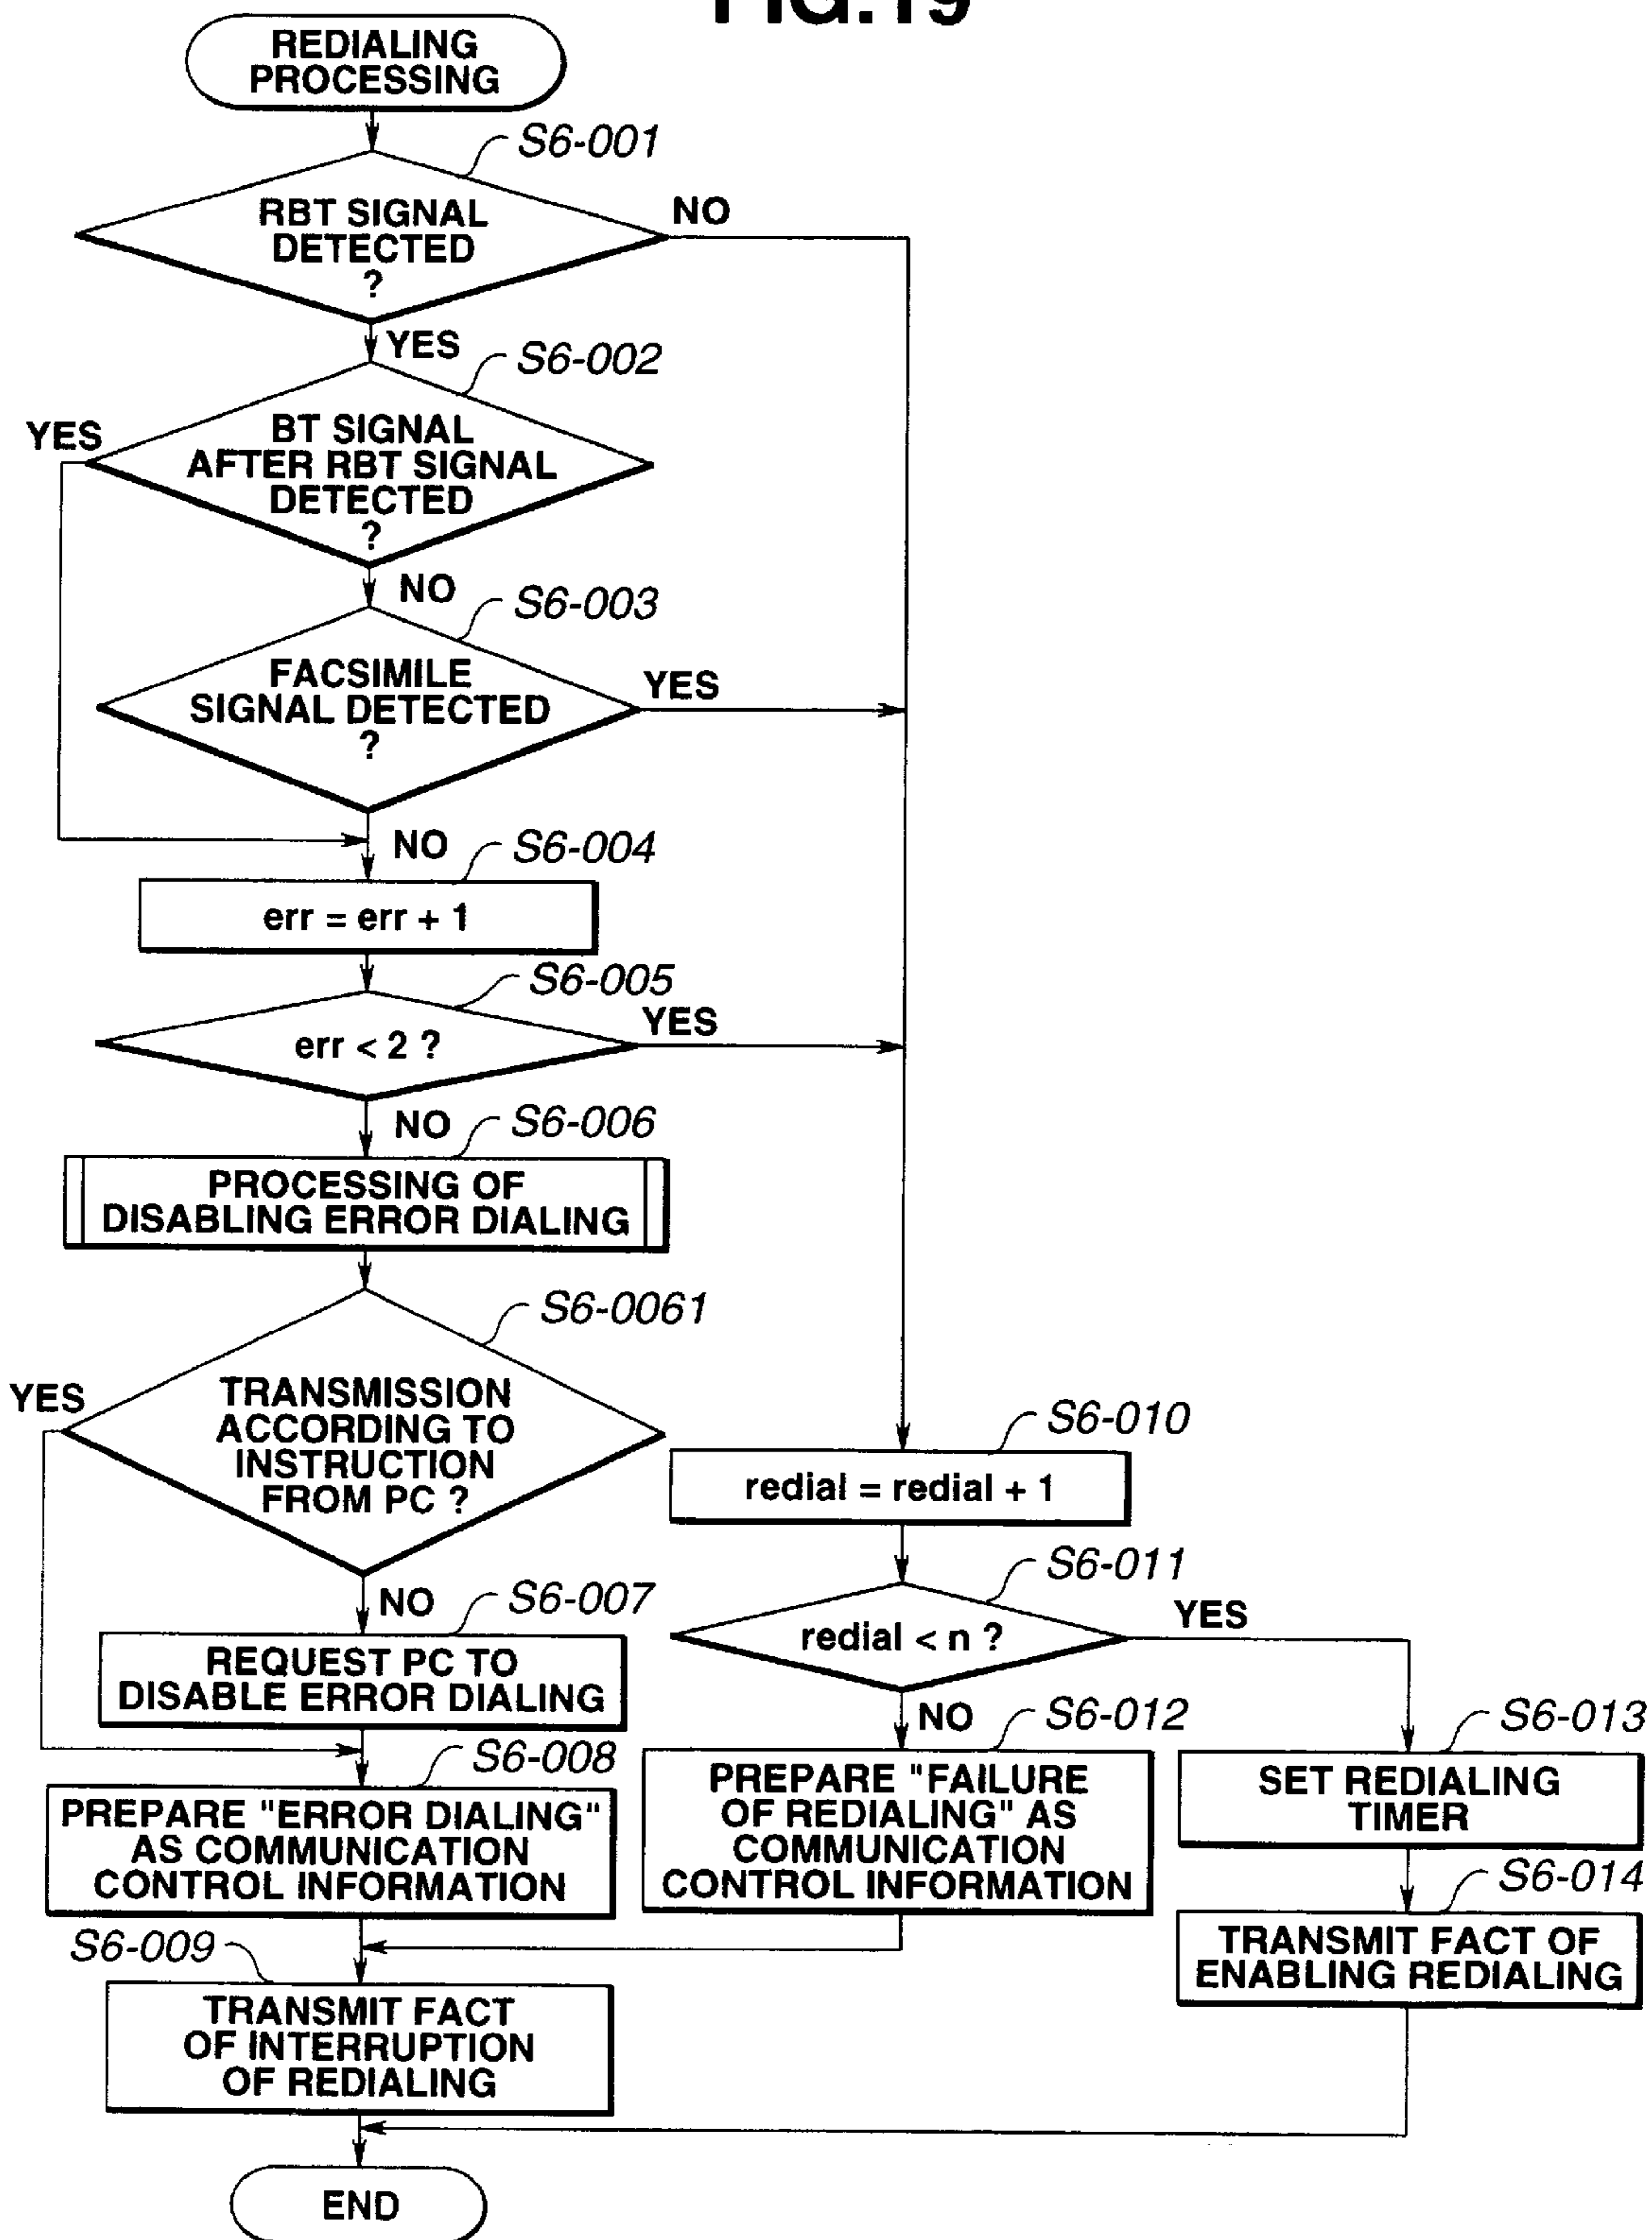 FIG.19
REDIALING
PROCESSING
S6-001
RBT SIGNAL
DETECTED
?
NO
YES
S6-002
YES
BT SIGNAL
AFTER RBT SIGNAL
DETECTED
?
NO
S6-003
FACSIMILE
SIGNAL DETECTED
?
YES
NO
S6-004
err = err + 1
S6-005
err < 2 ?
YES
NO
S6-006
PROCESSING OF
DISABLING ERROR DIALING
S6-0061
YES
TRANSMISSION
ACCORDING TO
INSTRUCTION
FROM PC ?
NO
S6-007
REQUEST PC TO
DISABLE ERROR DIALING
S6-008
PREPARE "ERROR DIALING"
AS COMMUNICATION
CONTROL INFORMATION
S6-009
TRANSMIT FACT
OF INTERRUPTION
OF REDIALING
END
S6-010
redial = redial + 1
S6-011
redial < n ?
YES
NO
S6-012
PREPARE "FAILURE
OF REDIALING" AS
COMMUNICATION
CONTROL INFORMATION
S6-013
SET REDIALING
TIMER
S6-014
TRANSMIT FACT OF
ENABLING REDIALING